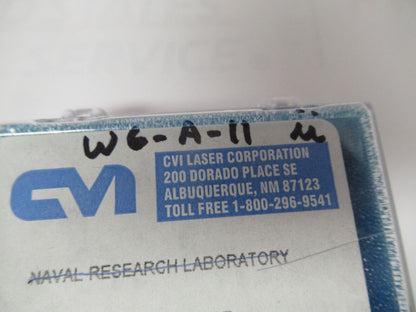 W6-A-11
CVI
CVI LASER CORPORATION
200 DORADO PLACE SE
ALBUQUERQUE, NM 87123
TOLL FREE 1-800-296-9541
NAVAL RESEARCH LABORATORY